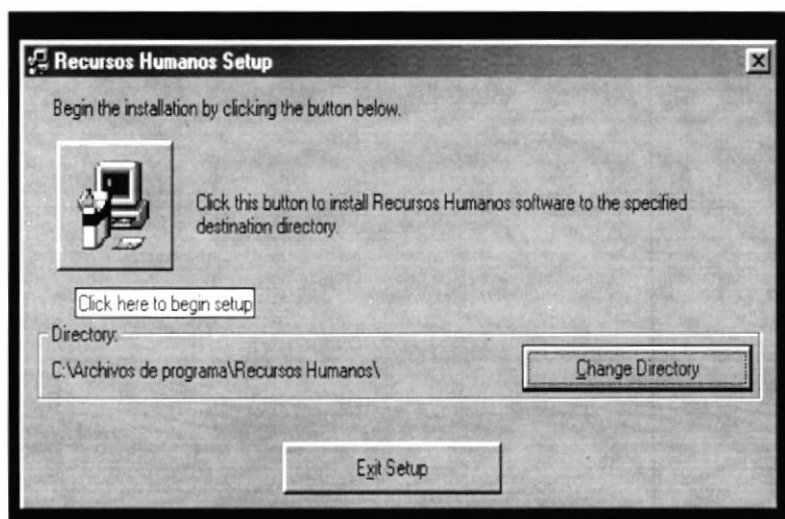 Recursos Humanos Setup
Begin the installation by clicking the button below.
Click this button to install Recursos Humanos software to the specified
destination directory.
Click here to begin setup
Directory:
C:\Archivos de programa\Recursos Humanos\
Change Directory
Exit Setup